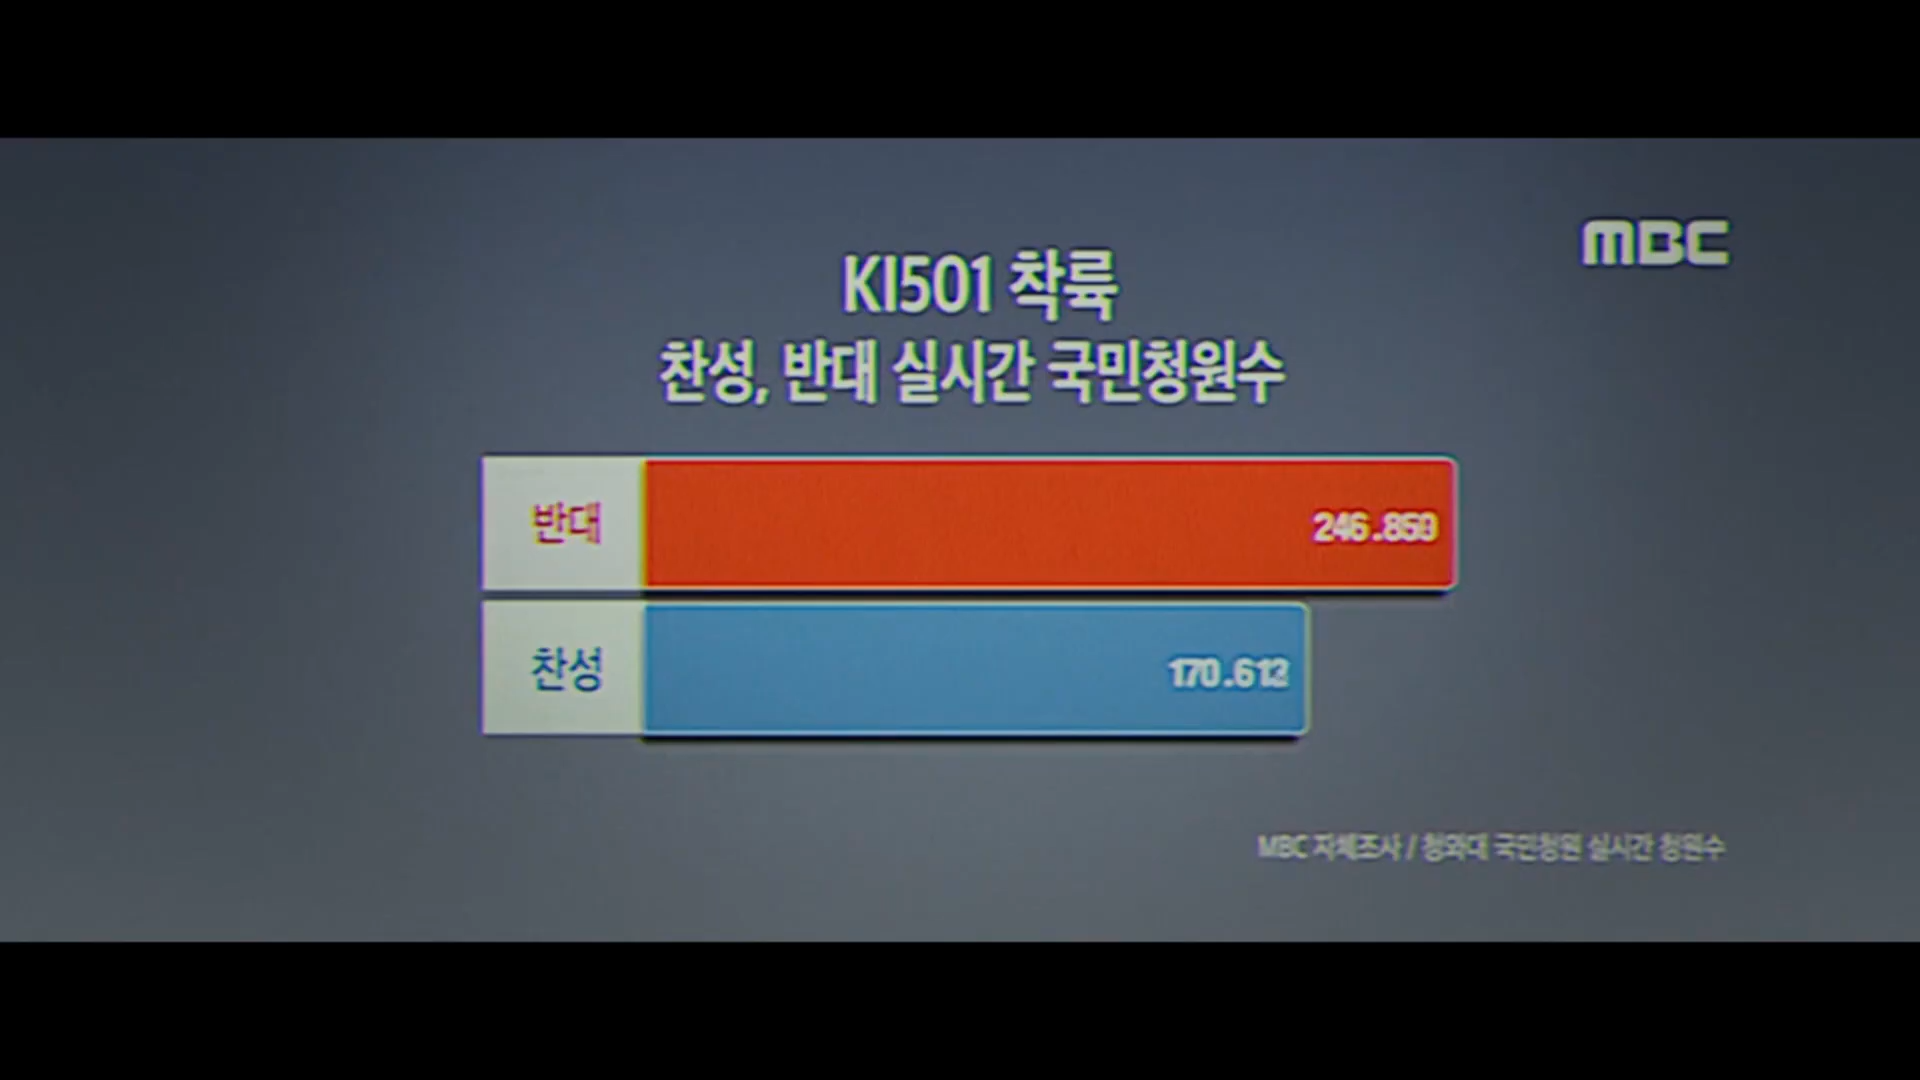 MBC
KI501 착륙
찬성, 반대 실시간 국민청원수
반대
246.859
찬성
170.612
MBC 자체조사 / 청와대 국민청원 실시간 청원수